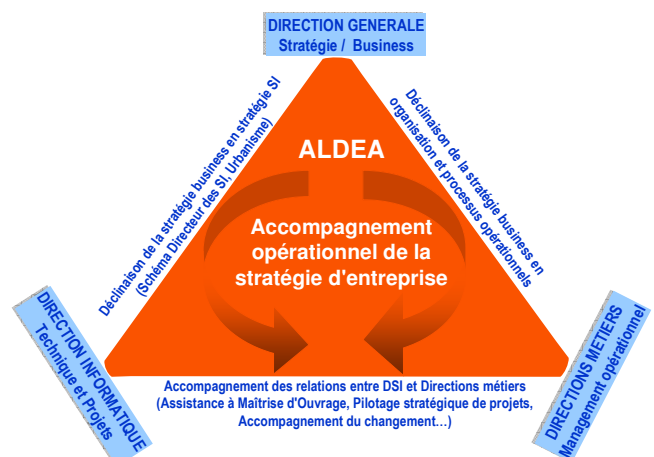 DIRECTION GENERALE
Stratégie / Business
Déclinaison de la stratégie business en stratégie SI
(Schéma Directeur des SI, Urbanisme)
Déclinaison de la stratégie business en
organisation et processus opérationnels
ALDEA
Accompagnement
opérationnel de la
stratégie d'entreprise
DIRECTION INFORMATIQUE
Technique et Projets
DIRECTIONS METIERS
Management opérationnel
Accompagnement des relations entre DSI et Directions métiers
(Assistance à Maîtrise d'Ouvrage, Pilotage stratégique de projets,
Accompagnement du changement...)